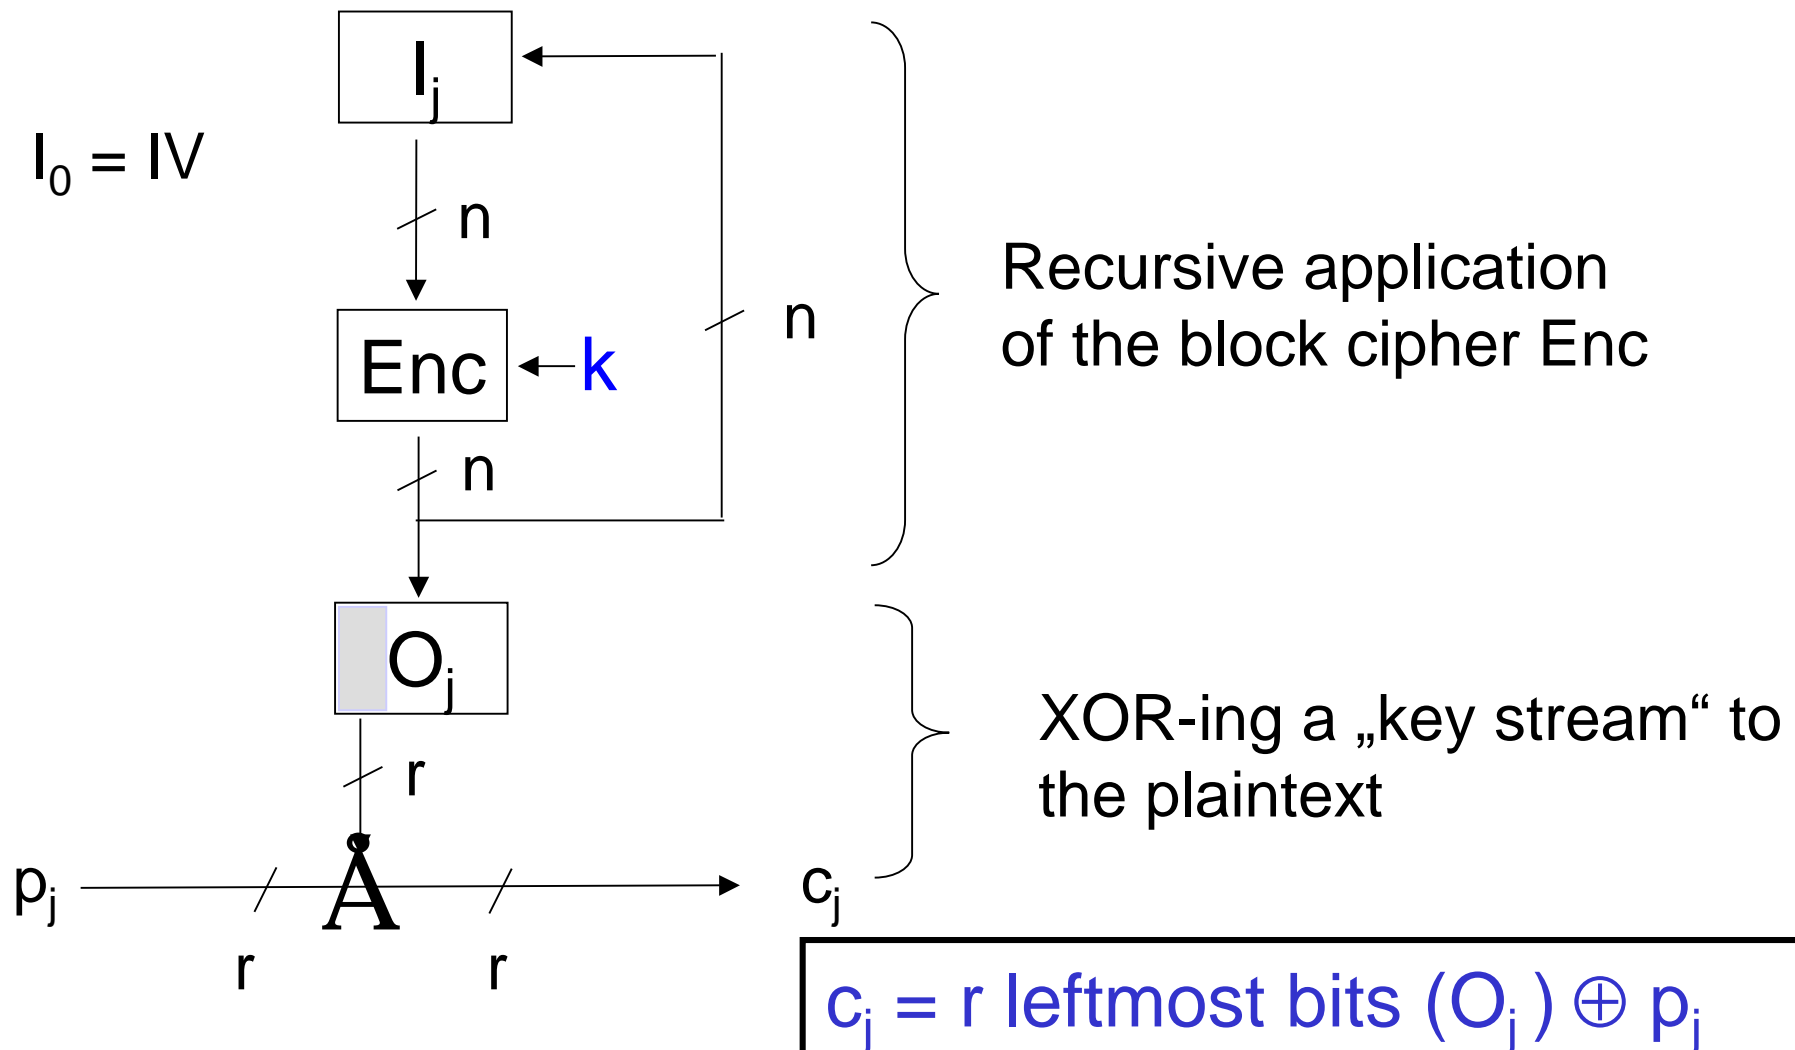 Iⱼ
I₀ = IV
n
n
Recursive application
of the block cipher Enc
Enc
k
n
Oⱼ
XOR-ing a „key stream“ to
the plaintext
r
pⱼ
Å
cⱼ
r
r
cⱼ = r leftmost bits (Oⱼ) ⊕ pⱼ